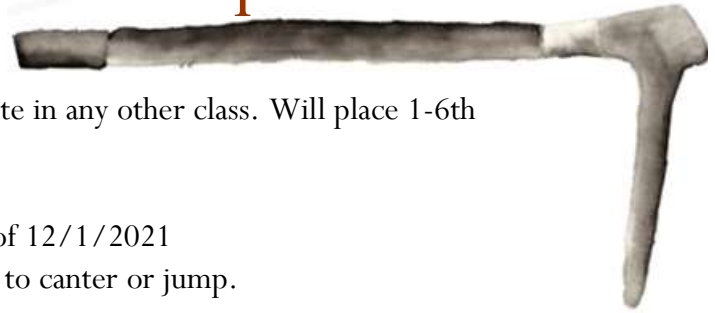 te in any other class. Will place 1-6th
of 12/1/2021
to canter or jump.